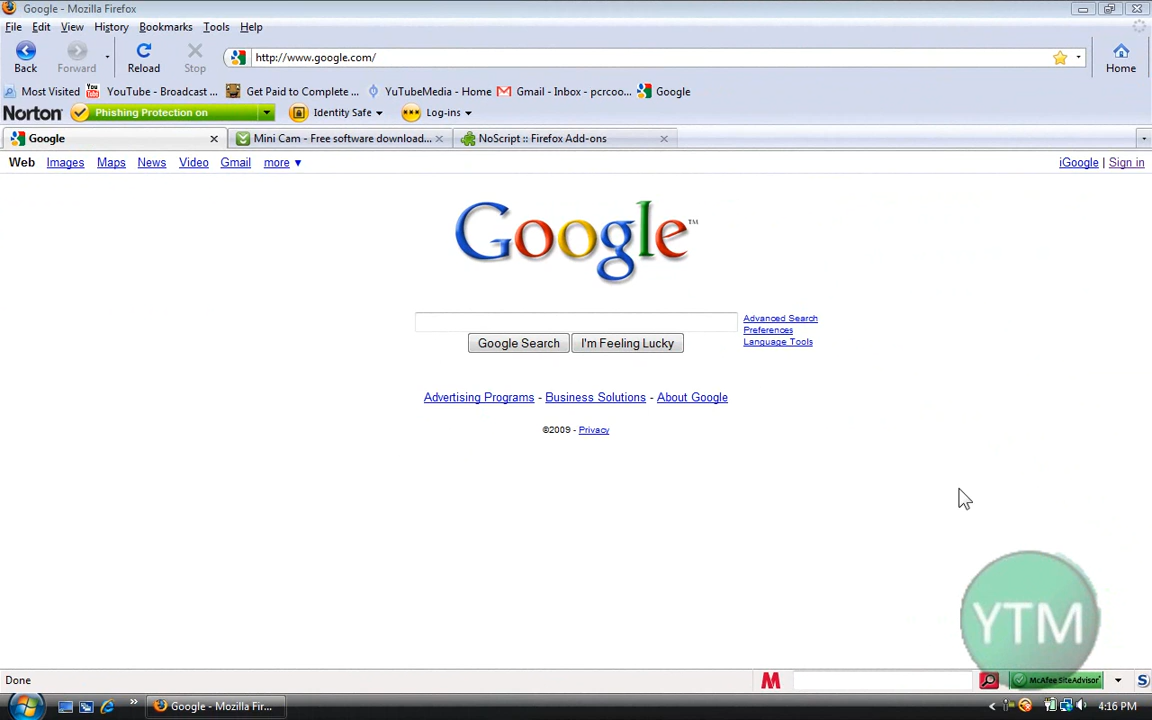 Google - Mozilla Firefox
File Edit View History Bookmarks Tools Help
Back Forward Reload Stop http://www.google.com/ Home
Most Visited YouTube - Broadcast ... Get Paid to Complete ... YuTubeMedia - Home Gmail - Inbox - pcrcoo... Google
Norton Phishing Protection on Identity Safe Log-ins
Google Mini Cam - Free software download... NoScript :: Firefox Add-ons
Web Images Maps News Video Gmail more ▼ iGoogle | Sign in
Google™
Advanced Search
Preferences
Language Tools
Google Search I'm Feeling Lucky
Advertising Programs - Business Solutions - About Google
©2009 - Privacy
YTM
Done McAfee SiteAdvisor
Google - Mozilla Fir... 4:16 PM